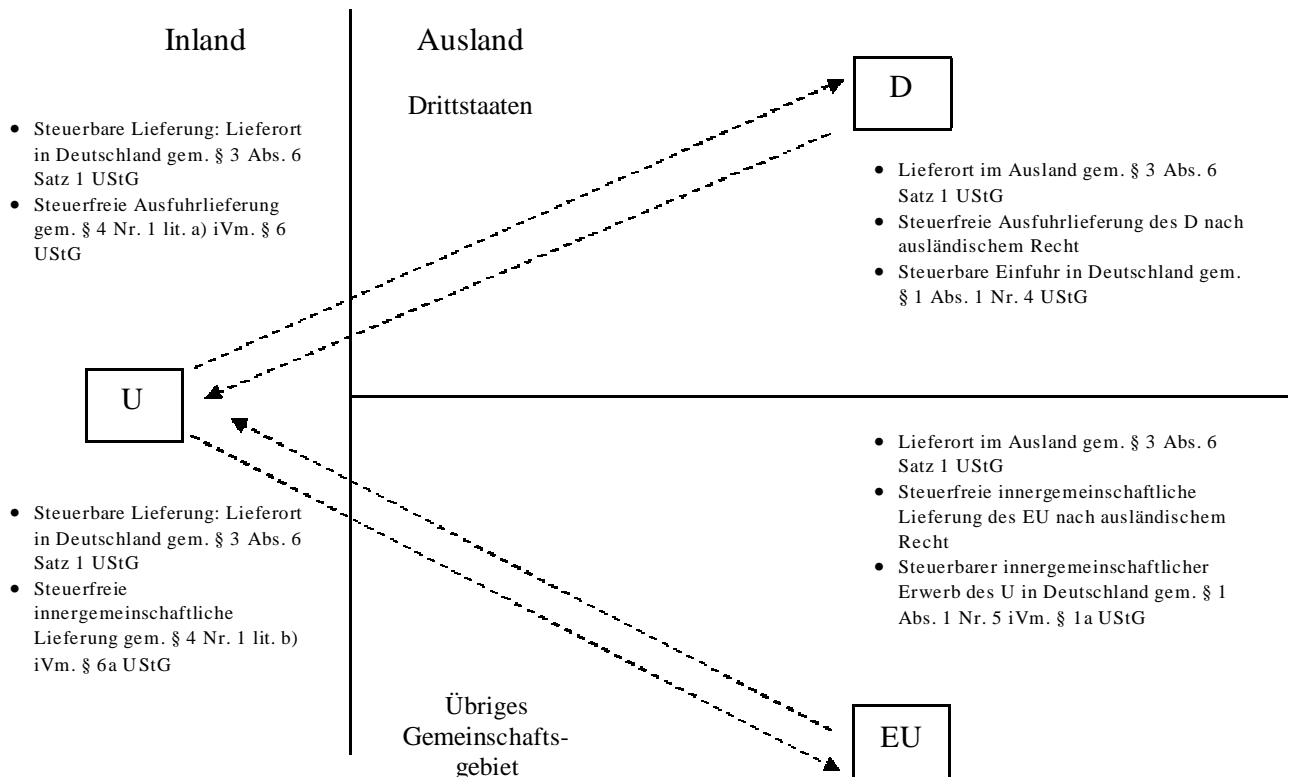 Inland
Ausland
Drittstaaten
D
• Steuerbare Lieferung: Lieferort
in Deutschland gem. § 3 Abs. 6
Satz 1 UStG
• Steuerfreie Ausfuhrlieferung
gem. § 4 Nr. 1 lit. a) iVm. § 6
UStG
• Lieferort im Ausland gem. § 3 Abs. 6
Satz 1 UStG
• Steuerfreie Ausfuhrlieferung des D nach
ausländischem Recht
• Steuerbare Einfuhr in Deutschland gem.
§ 1 Abs. 1 Nr. 4 UStG
U
• Steuerbare Lieferung: Lieferort
in Deutschland gem. § 3 Abs. 6
Satz 1 UStG
• Steuerfreie
innergemeinschaftliche
Lieferung gem. § 4 Nr. 1 lit. b)
iVm. § 6a UStG
• Lieferort im Ausland gem. § 3 Abs. 6
Satz 1 UStG
• Steuerfreie innergemeinschaftliche
Lieferung des EU nach ausländischem
Recht
• Steuerbarer innergemeinschaftlicher
Erwerb des U in Deutschland gem. § 1
Abs. 1 Nr. 5 iVm. § 1a UStG
Übriges
Gemeinschafts-
gebiet
EU